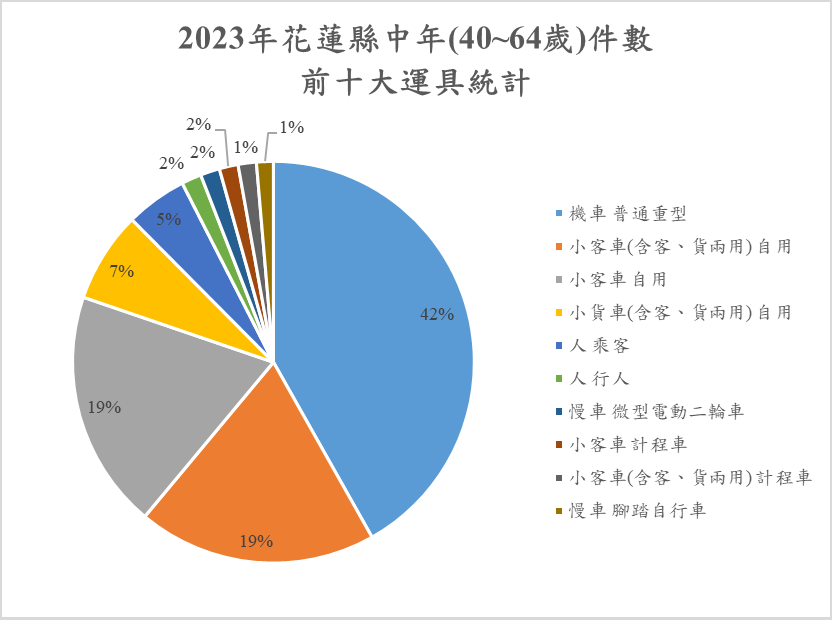 2023年花蓮縣中年(40~64歲)件數
前十大運具統計
2%
1%
1%
2%
2%
5%
7%
42%
19%
19%
機車 普通重型
小客車(含客、貨兩用) 自用
小客車 自用
小貨車(含客、貨兩用) 自用
人 乘客
人 行人
慢車 微型電動二輪車
小客車 計程車
小客車(含客、貨兩用) 計程車
慢車 腳踏自行車